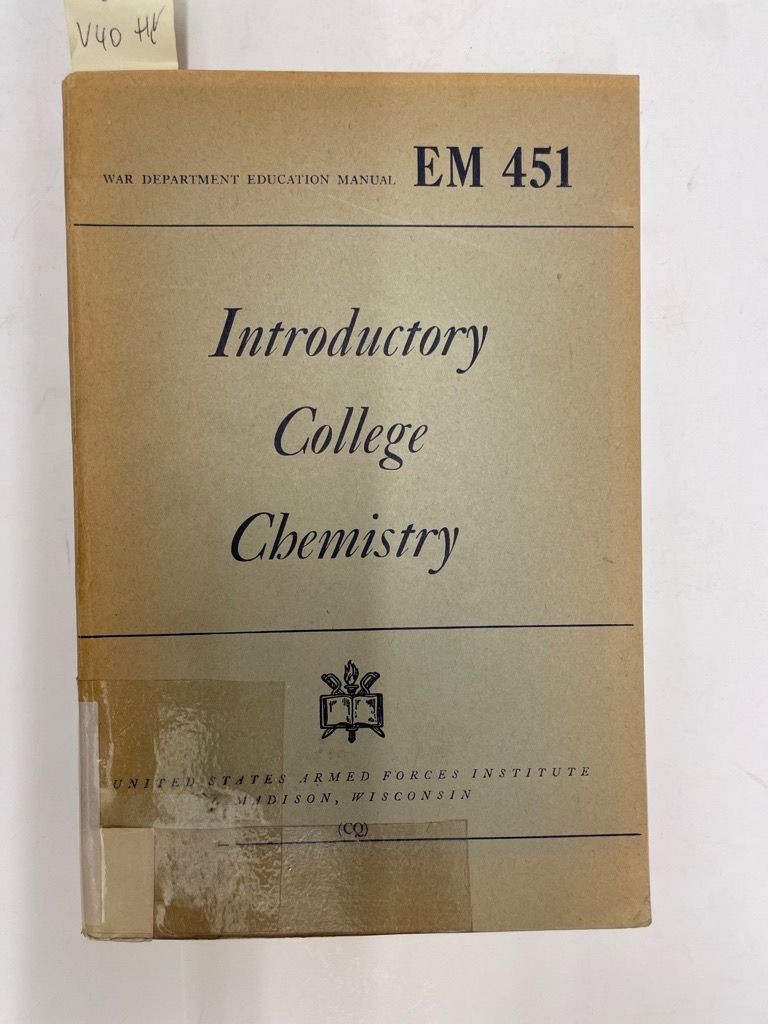 V40
WAR DEPARTMENT EDUCATION MANUAL EM 451
Introductory
College
Chemistry
UNITED STATES ARMED FORCES INSTITUTE
MADISON, WISCONSIN
(CQ)